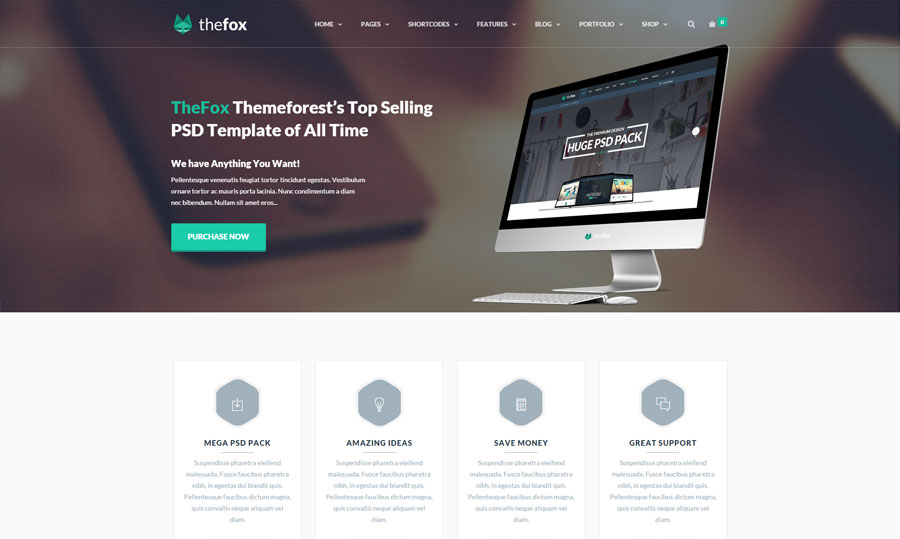 thefox
HOME PAGES SHORTCODES FEATURES BLOG PORTFOLIO SHOP 0
TheFox Themeforest’s Top Selling
PSD Template of All Time
We have Anything You Want!
Pellentesque venenatis feugiat tortor tincidunt egestas. Vestibulum
ornare tortor ac mauris porta lacinia. Nunc condimentum a diam
nec bibendum. Nullam sit amet eros...
PURCHASE NOW
thefox
THE PREMIUM DESIGN
HUGE PSD PACK
thefox
MEGA PSD PACK
Suspendisse pharetra eleifend
malesuada. Fusce faucibus pharetra
nibh, in egestas dui blandit quis.
Pellentesque faucibus dictum magna,
quis convallis neque aliquam vel
diam.
AMAZING IDEAS
Suspendisse pharetra eleifend
malesuada. Fusce faucibus pharetra
nibh, in egestas dui blandit quis.
Pellentesque faucibus dictum magna,
quis convallis neque aliquam vel
diam.
SAVE MONEY
Suspendisse pharetra eleifend
malesuada. Fusce faucibus pharetra
nibh, in egestas dui blandit quis.
Pellentesque faucibus dictum magna,
quis convallis neque aliquam vel
diam.
GREAT SUPPORT
Suspendisse pharetra eleifend
malesuada. Fusce faucibus pharetra
nibh, in egestas dui blandit quis.
Pellentesque faucibus dictum magna,
quis convallis neque aliquam vel
diam.